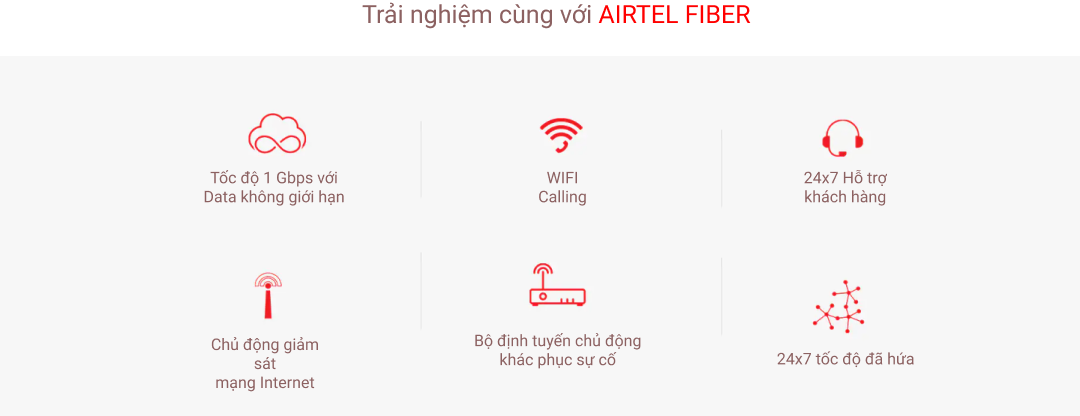 Trải nghiệm cùng với AIRTEL FIBER
Tốc độ 1 Gbps với
Data không giới hạn
WIFI
Calling
24x7 Hỗ trợ
khách hàng
Chủ động giảm
sát
mạng Internet
Bộ định tuyến chủ động
khác phục sự cố
24x7 tốc độ đã hứa